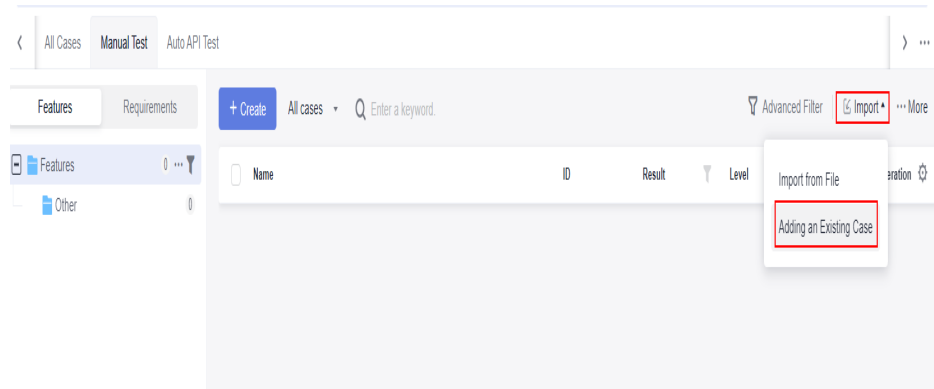 All Cases Manual Test Auto API Test
Features Requirements
+ Create All cases Enter a keyword. Advanced Filter Import ··· More
Features 0 ···
Name ID Result Level eration
Other 0
Import from File
Adding an Existing Case